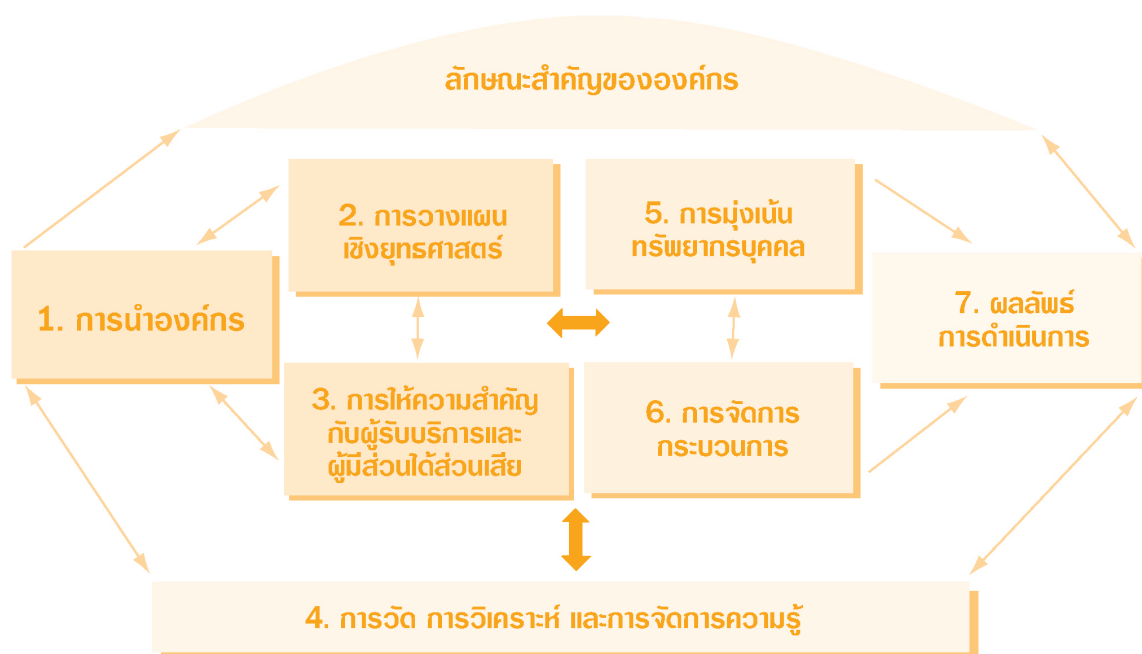 ลักษณะสำคัญขององค์กร
1. การนำองค์กร
2. การวางแผน
เชิงยุทธศาสตร์
3. การให้ความสำคัญ
กับผู้รับบริการและ
ผู้มีส่วนได้ส่วนเสีย
5. การมุ่งเน้น
ทรัพยากรบุคคล
6. การจัดการ
กระบวนการ
7. ผลลัพธ์
การดำเนินการ
4. การวัด การวิเคราะห์ และการจัดการความรู้